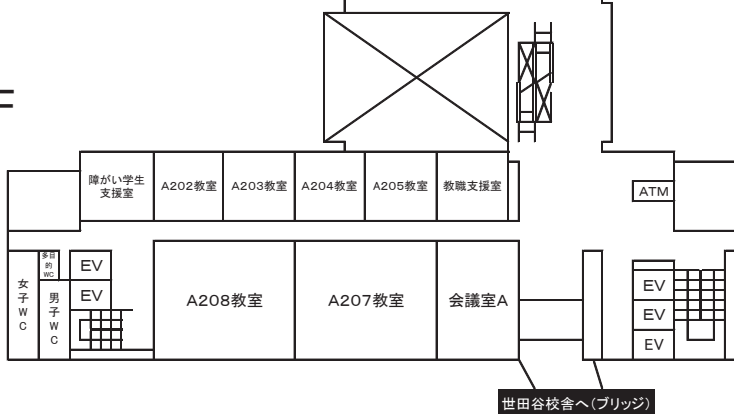 障がい学生
支援室
A202教室
A203教室
A204教室
A205教室
教職支援室
ATM
女子WC
多目
的
WC
男子WC
EV
EV
A208教室
A207教室
会議室A
EV
EV
EV
世田谷校舎へ(ブリッジ)